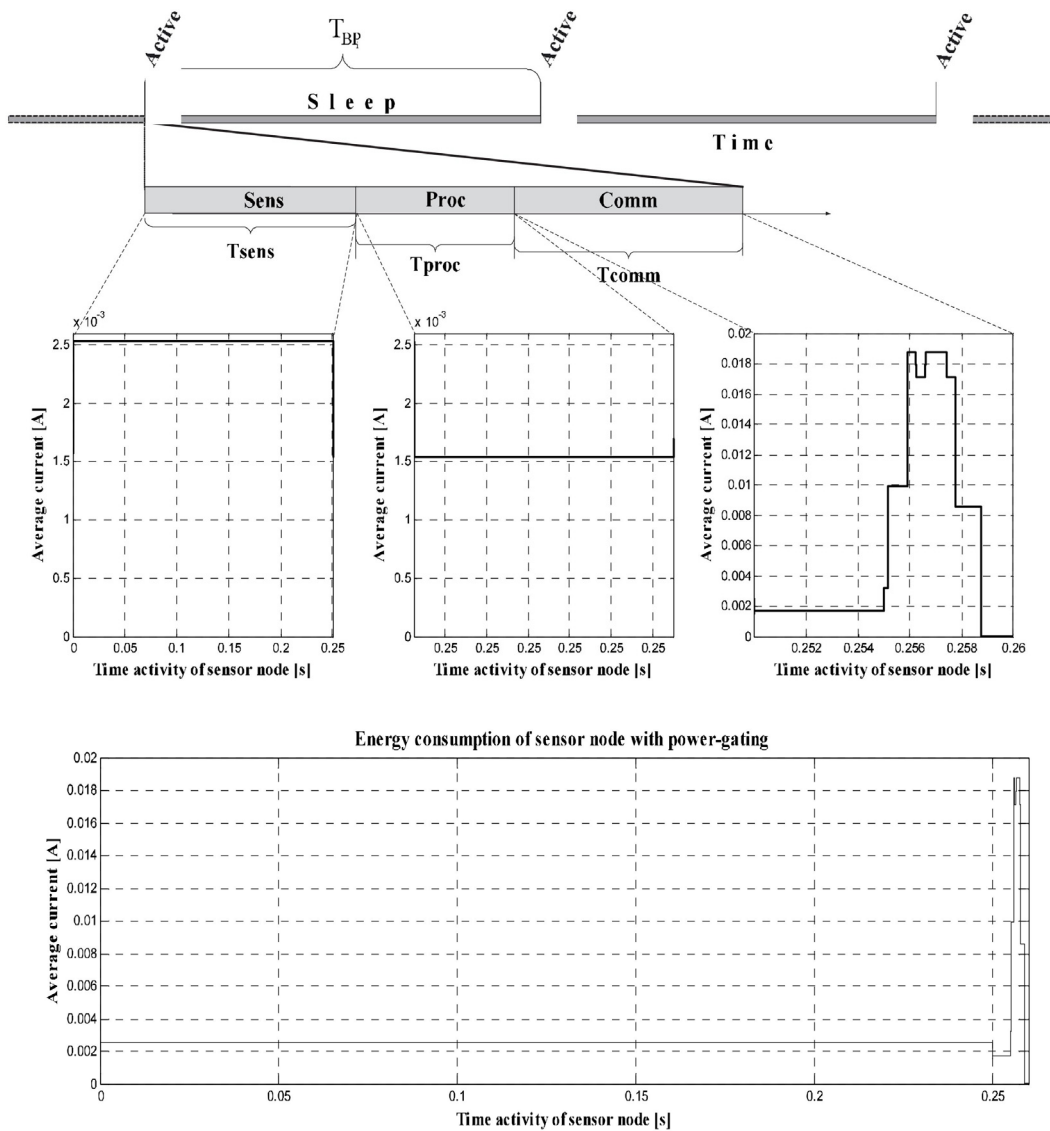 Active
T_BP_i
Active
Active
Sleep
Time
Sens Proc Comm
Tsens
Tproc
Tcomm
x 10^-3
2.5
2
1.5
1
0.5
0
0 0.05 0.1 0.15 0.2 0.25
Average current [A]
Time activity of sensor node [s]
x 10^-3
2.5
2
1.5
1
0.5
0
0.25 0.25 0.25 0.25 0.25
Average current [A]
Time activity of sensor node [s]
0.02
0.018
0.016
0.014
0.012
0.01
0.008
0.006
0.004
0.002
0
0.252 0.254 0.256 0.258 0.26
Average current [A]
Time activity of sensor node [s]
Energy consumption of sensor node with power-gating
0.02
0.018
0.016
0.014
0.012
0.01
0.008
0.006
0.004
0.002
0
0 0.05 0.1 0.15 0.2 0.25
Average current [A]
Time activity of sensor node [s]